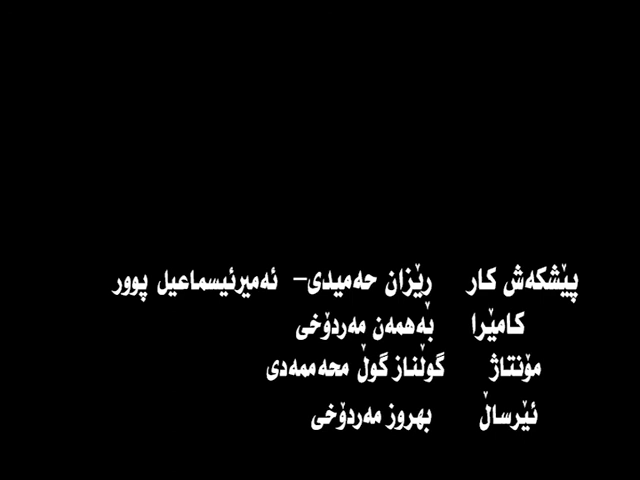 پێشکەش کار ڕێزان حەمیدی- ئەمیرئیسماعیل پوور
کامێرا بەهمەن مەردۆخی
مۆنتاژ گوڵناز گوڵ محەممەدی
ئێرساڵ بهروز مەردۆخی